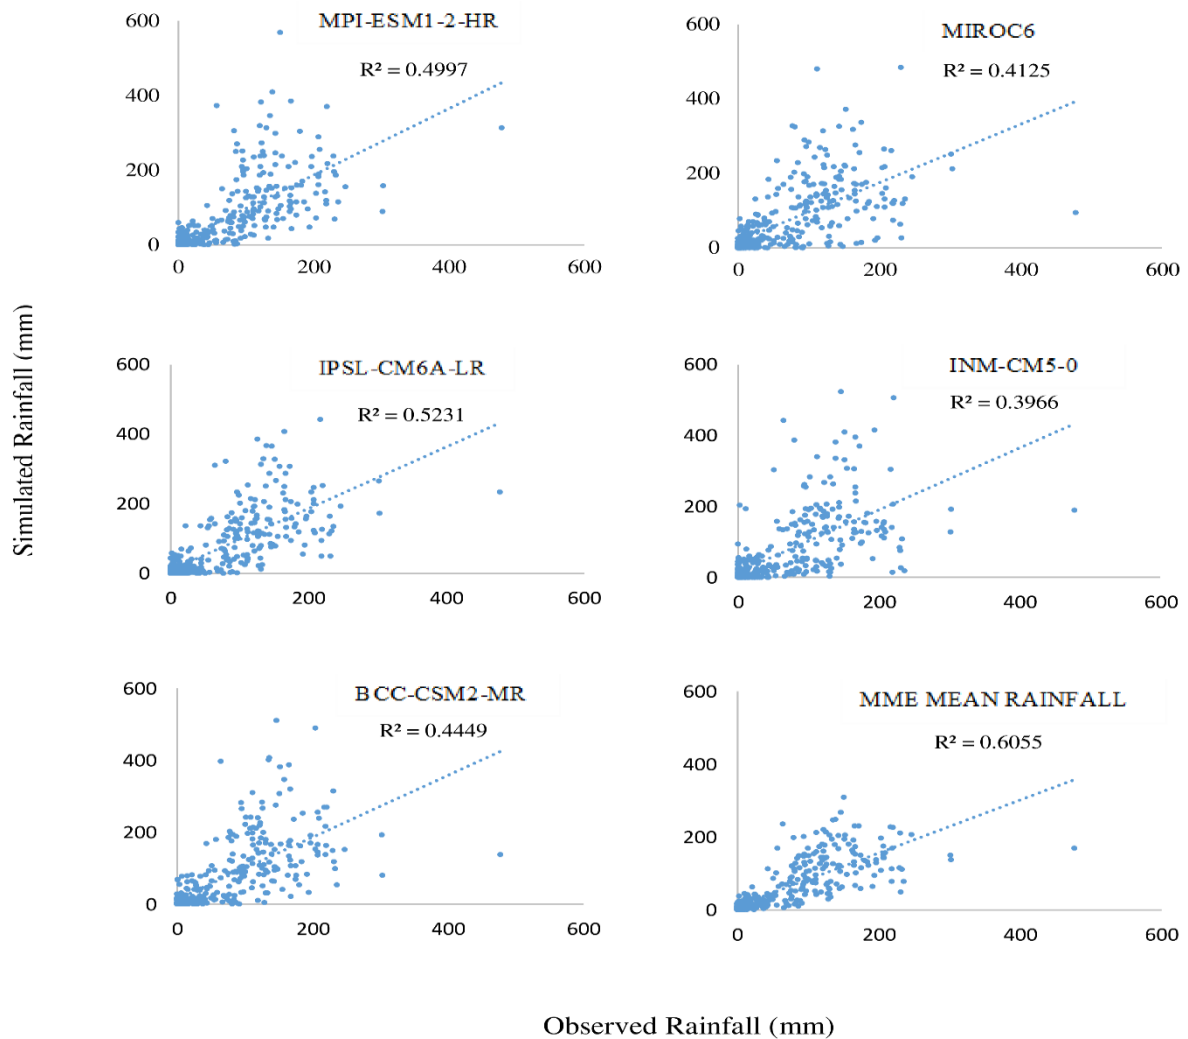 MPI-ESM1-2-HR
R² = 0.4997
600
400
200
0
0 200 400 600
MIROC6
R² = 0.4125
600
400
200
0
0 200 400 600
Simulated Rainfall (mm)
IPSL-CM6A-LR
R² = 0.5231
600
400
200
0
0 200 400 600
INM-CM5-0
R² = 0.3966
600
400
200
0
0 200 400 600
BCC-CSM2-MR
R² = 0.4449
600
400
200
0
0 200 400 600
MME MEAN RAINFALL
R² = 0.6055
600
400
200
0
0 200 400 600
Observed Rainfall (mm)